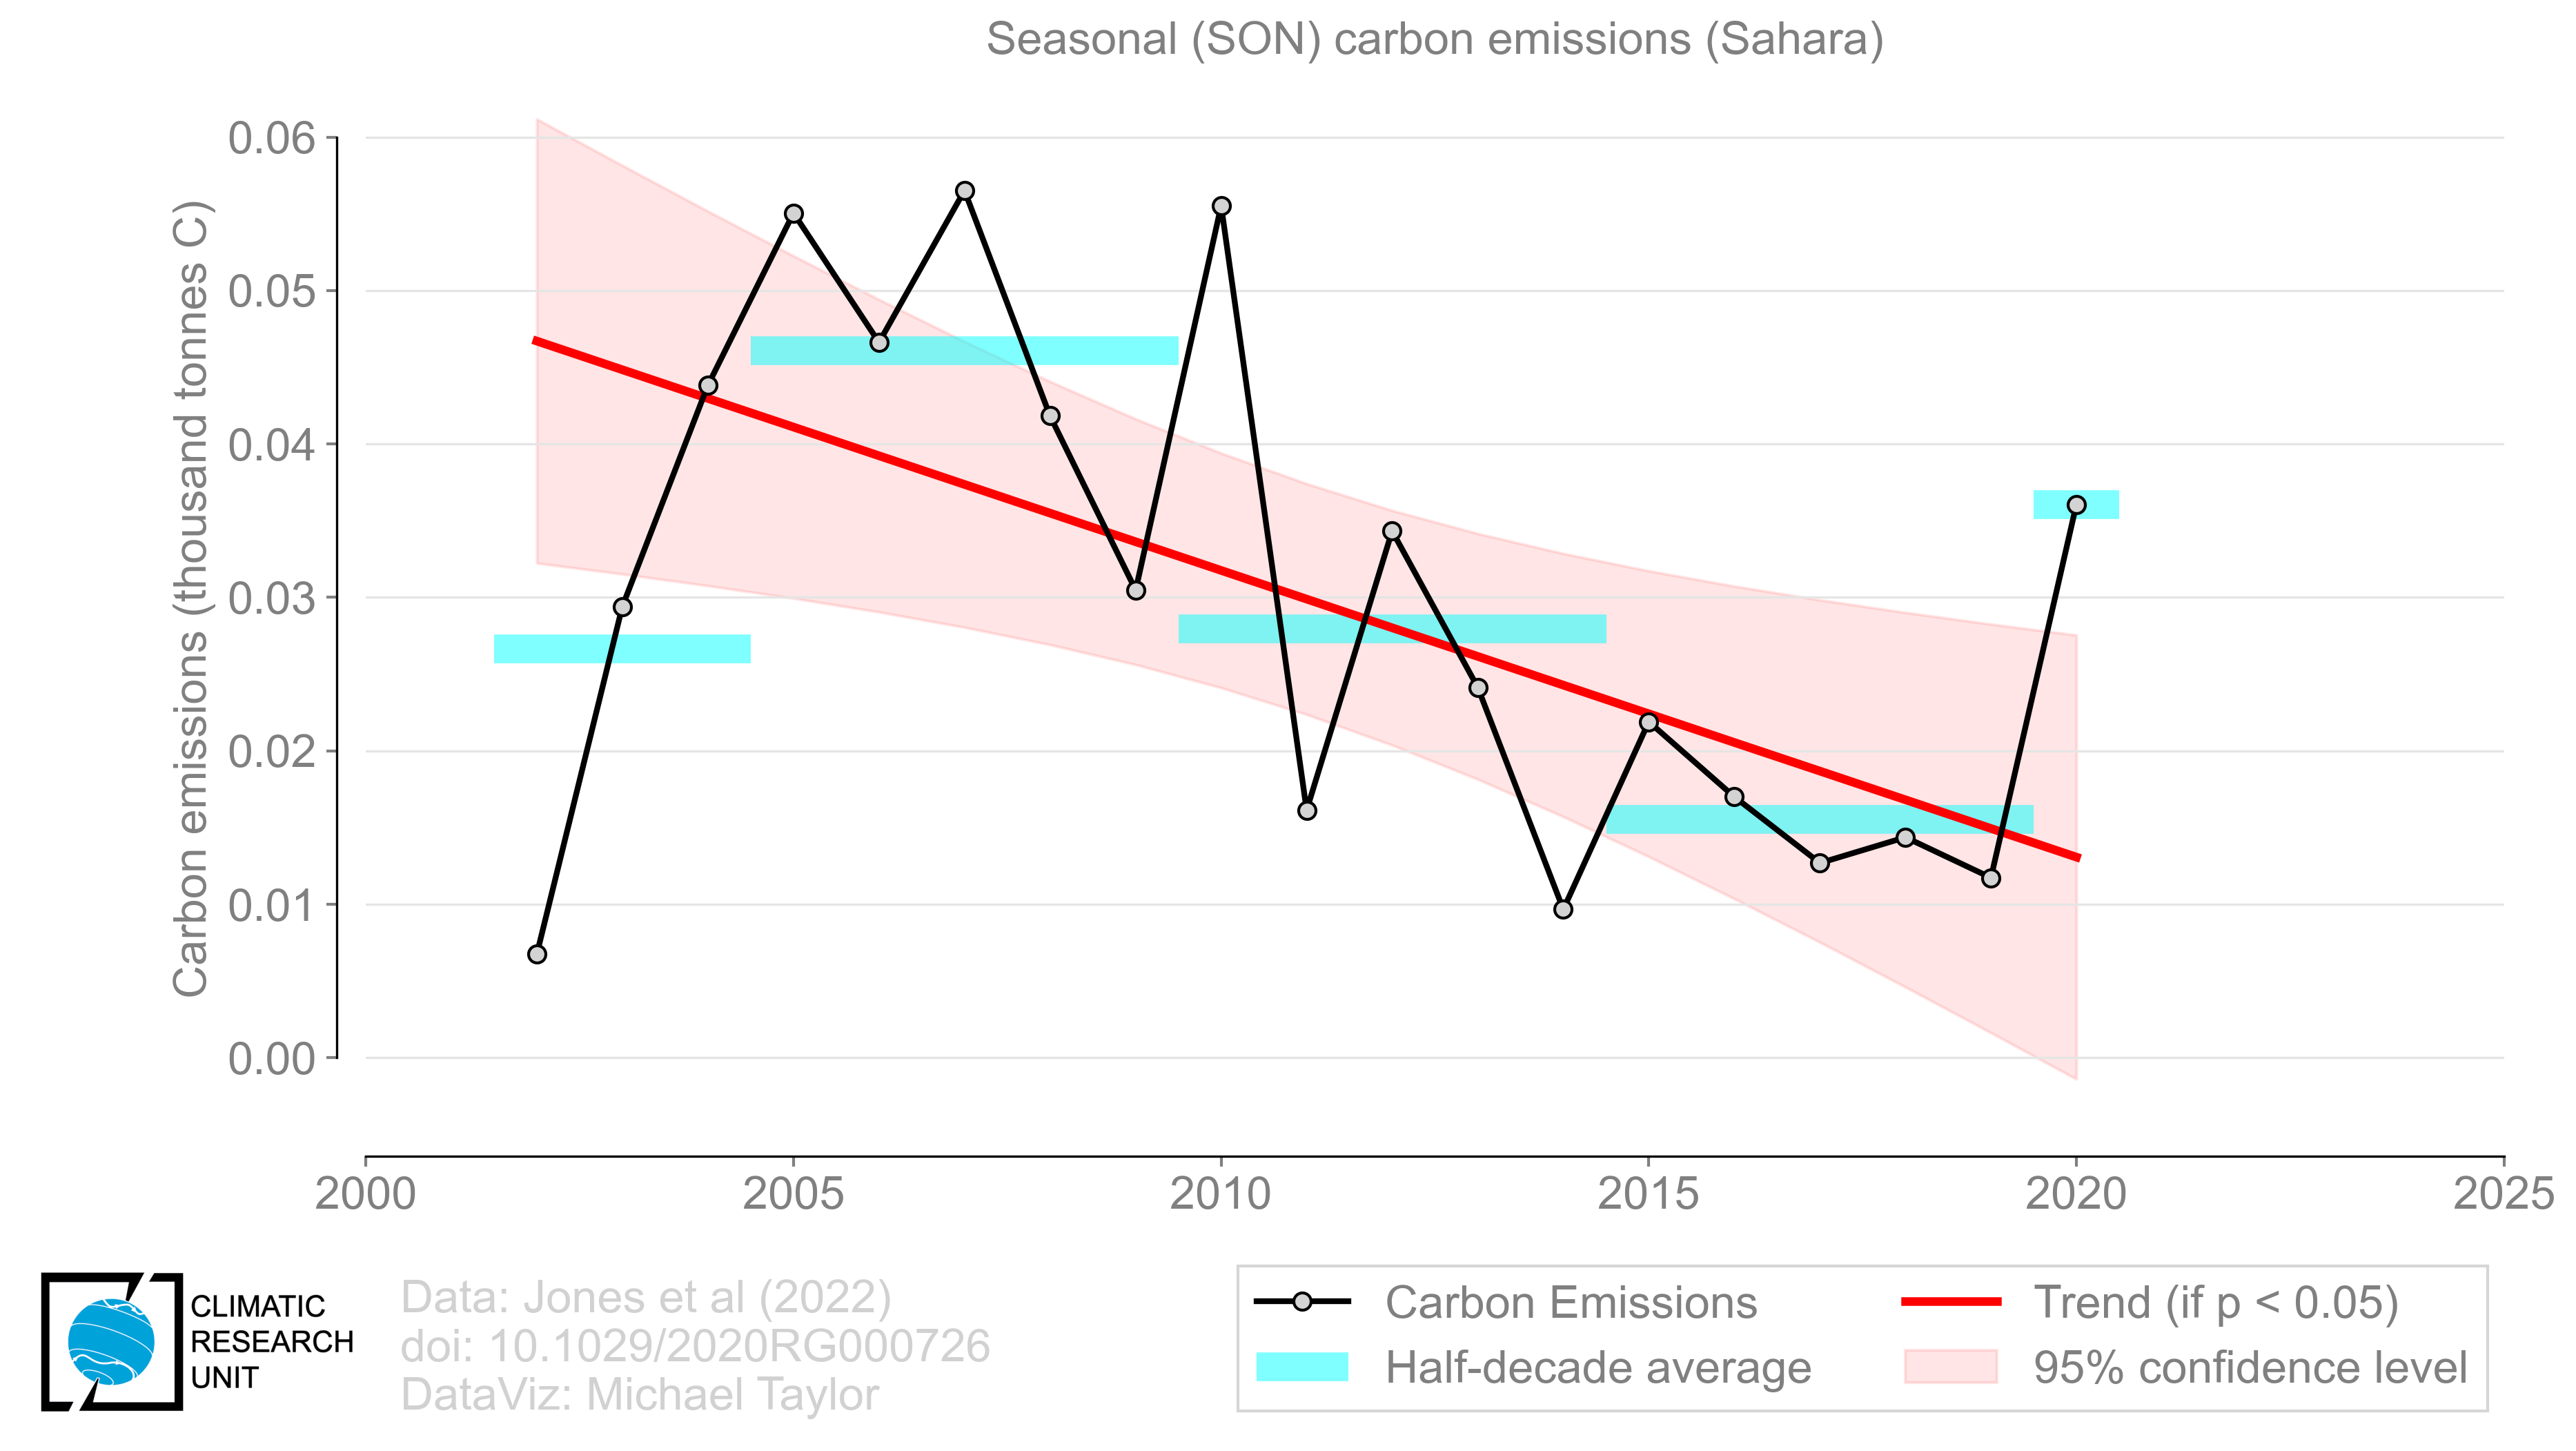 Seasonal (SON) carbon emissions (Sahara)
Carbon emissions (thousand tonnes C)
0.06
0.05
0.04
0.03
0.02
0.01
0.00
2000 2005 2010 2015 2020 2025
CLIMATIC
RESEARCH
UNIT
Data: Jones et al (2022)
doi: 10.1029/2020RG000726
DataViz: Michael Taylor
Carbon Emissions
Half-decade average
Trend (if p < 0.05)
95% confidence level